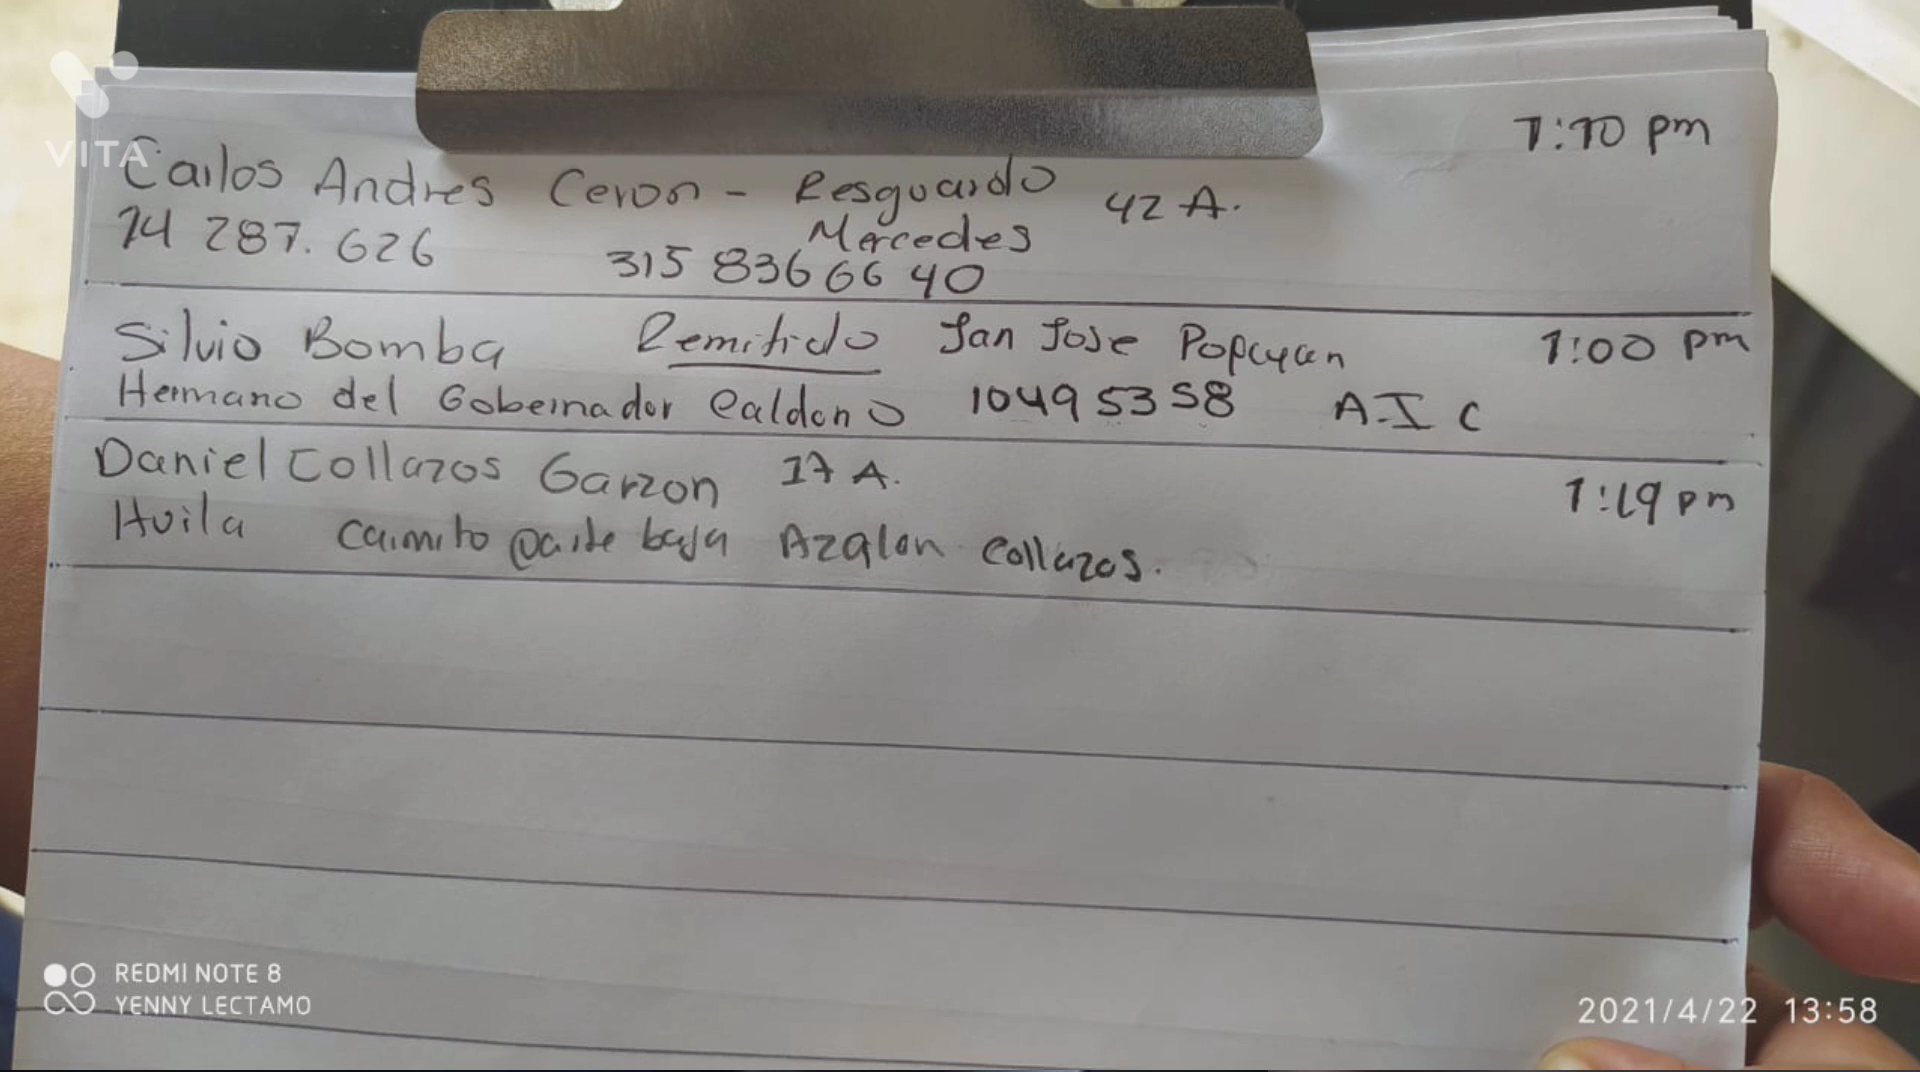 VITA
1:10 pm
Carlos Andres Ceron - Resguardo 42 A.
Mercedes
14 287.626 315 836 66 40
Silvio Bomba Remitido San Jose Popayan 1:00 pm
Hermano del Gobernador Caldono 10495358 A.I C
Daniel Collazos Garzon 17 A. 1:19 pm
Huila Caimito parte baja Azalon Collazos.
REDMI NOTE 8
YENNY LECTAMO
2021/4/22 13:58